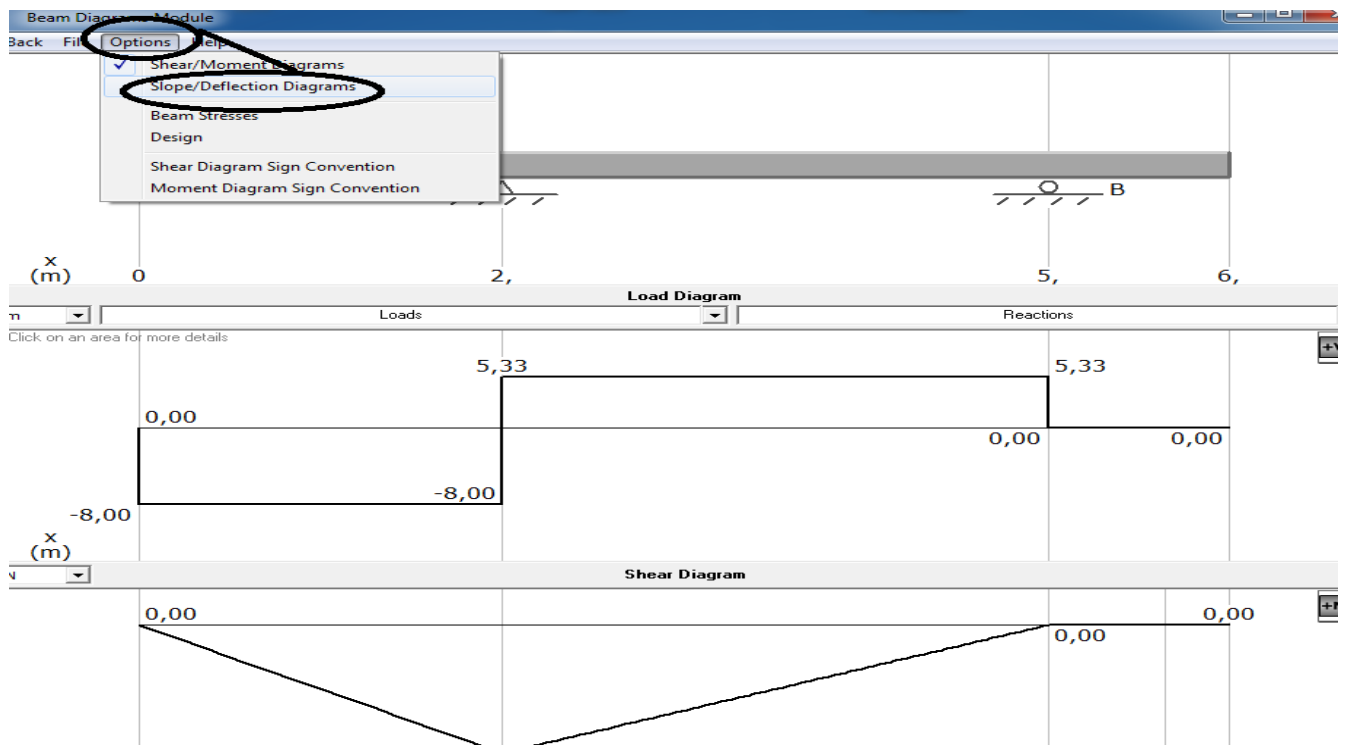 Beam Diagrams Module
Back File Options Help
Shear/Moment Diagrams
Slope/Deflection Diagrams
Beam Stresses
Design
Shear Diagram Sign Convention
Moment Diagram Sign Convention
B
x
(m) 0 2, 5, 6,
Load Diagram
Loads Reactions
Click on an area for more details
5,33 5,33
0,00
0,00 0,00
-8,00
-8,00
x
(m)
Shear Diagram
0,00 0,00
0,00